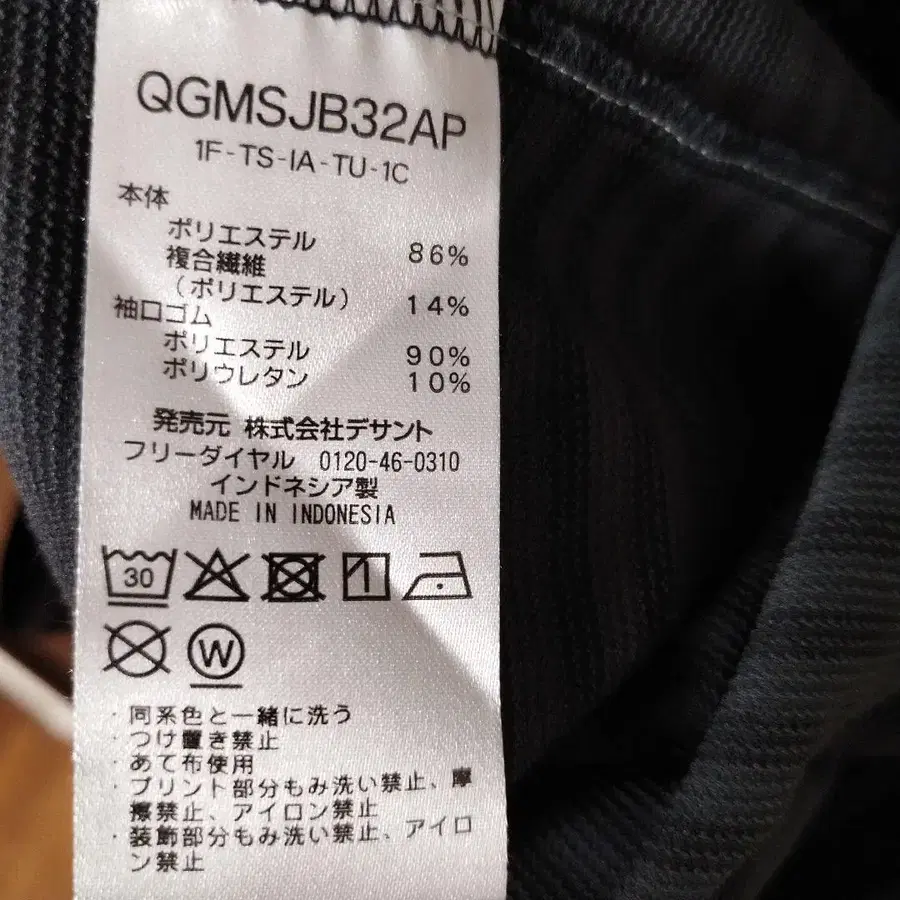 QGMSJB32AP
1F-TS-IA-TU-1C
本体
ポリエステル 86%
複合繊維
(ポリエステル) 14%
袖口ゴム
ポリエステル 90%
ポリウレタン 10%
発売元 株式会社デサント
フリーダイヤル 0120-46-0310
インドネシア製
MADE IN INDONESIA
30
W
・同系色と一緒に洗う
・つけ置き禁止
・あて布使用
・プリント部分もみ洗い禁止、摩
擦禁止、アイロン禁止
・装飾部分もみ洗い禁止、アイロ
ン禁止